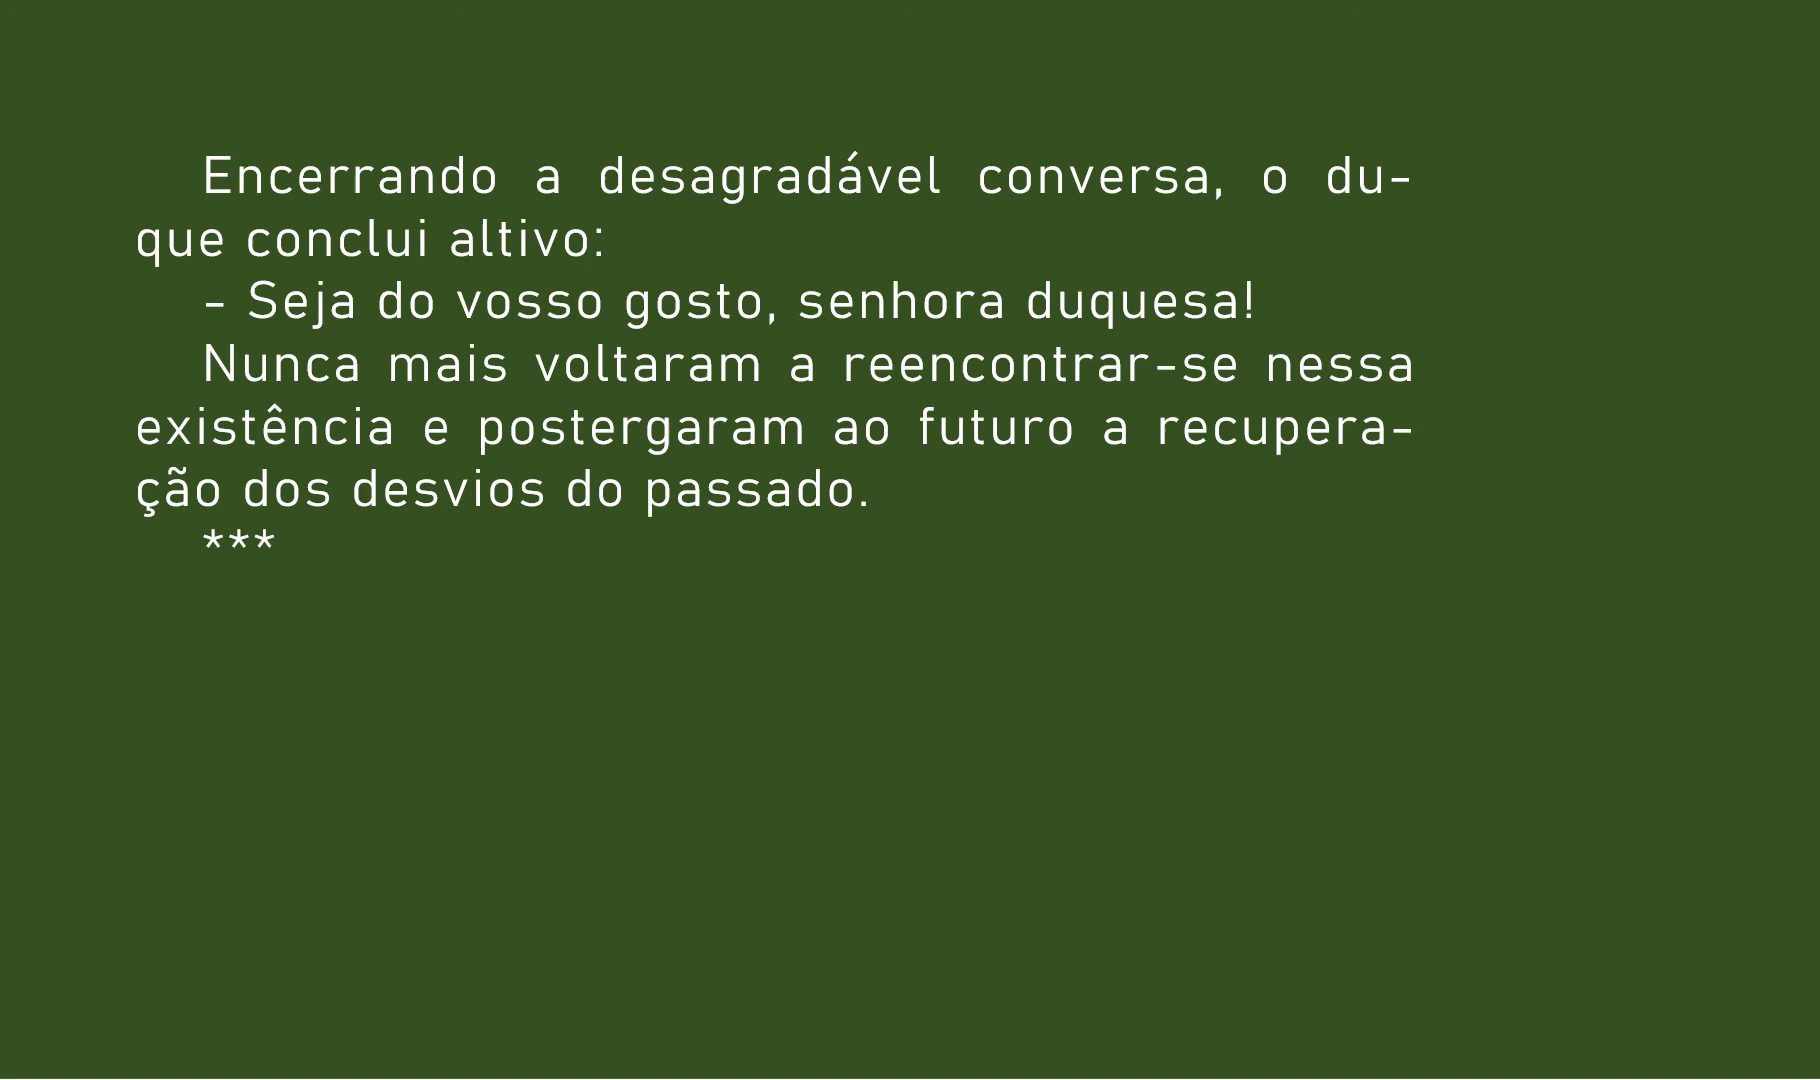 Encerrando a desagradável conversa, o du-
que conclui altivo:
- Seja do vosso gosto, senhora duquesa!
Nunca mais voltaram a reencontrar-se nessa
existência e postergaram ao futuro a recupera-
ção dos desvios do passado.
***